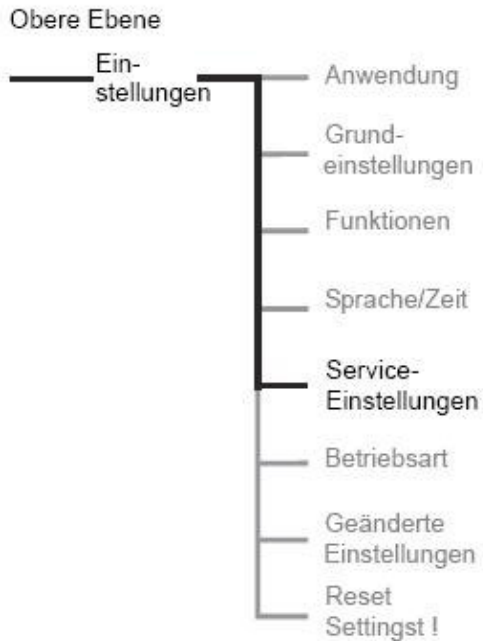 Obere Ebene
Ein-
stellungen
Anwendung
Grund-
einstellungen
Funktionen
Sprache/Zeit
Service-
Einstellungen
Betriebsart
Geänderte
Einstellungen
Reset
Settingst !